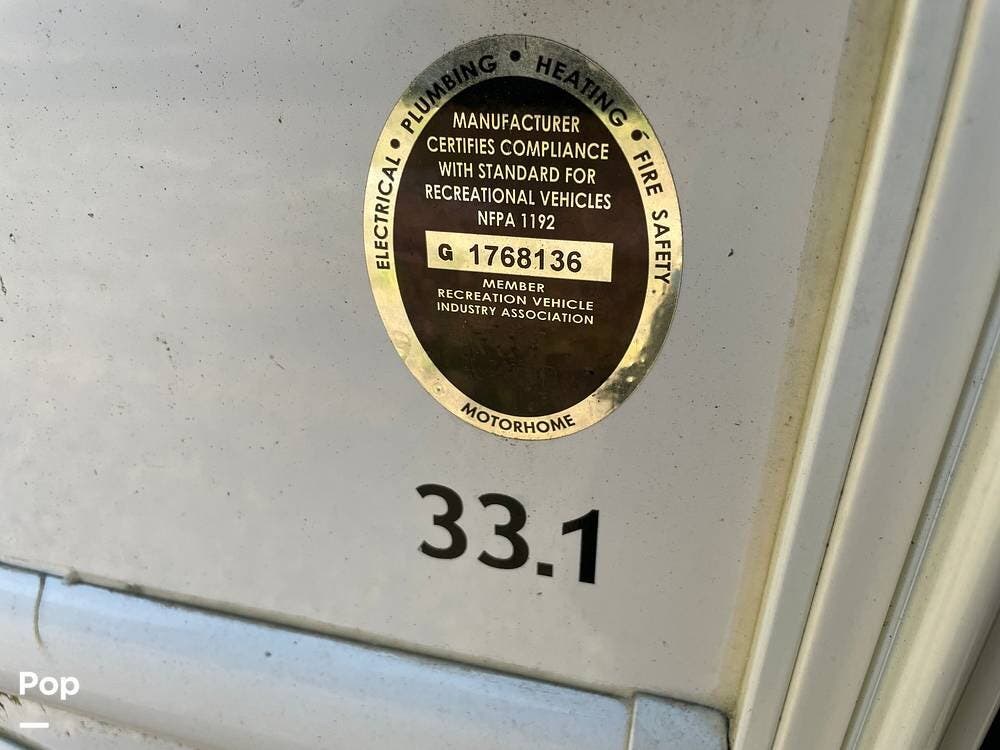 ELECTRICAL • PLUMBING • HEATING • FIRE SAFETY
MANUFACTURER
CERTIFIES COMPLIANCE
WITH STANDARD FOR
RECREATIONAL VEHICLES
NFPA 1192
G 1768136
MEMBER
RECREATION VEHICLE
INDUSTRY ASSOCIATION
MOTORHOME
33.1
Pop